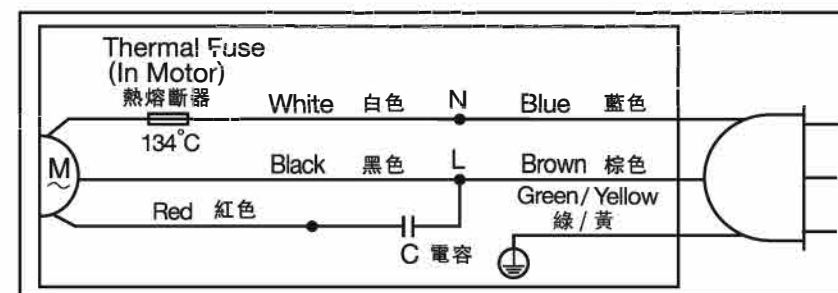 Thermal Fuse
(In Motor)
熱熔斷器
134°C
White 白色 N Blue 藍色
M
Black 黑色 L Brown 棕色
Red 紅色
C 電容
Green/Yellow
綠/黃